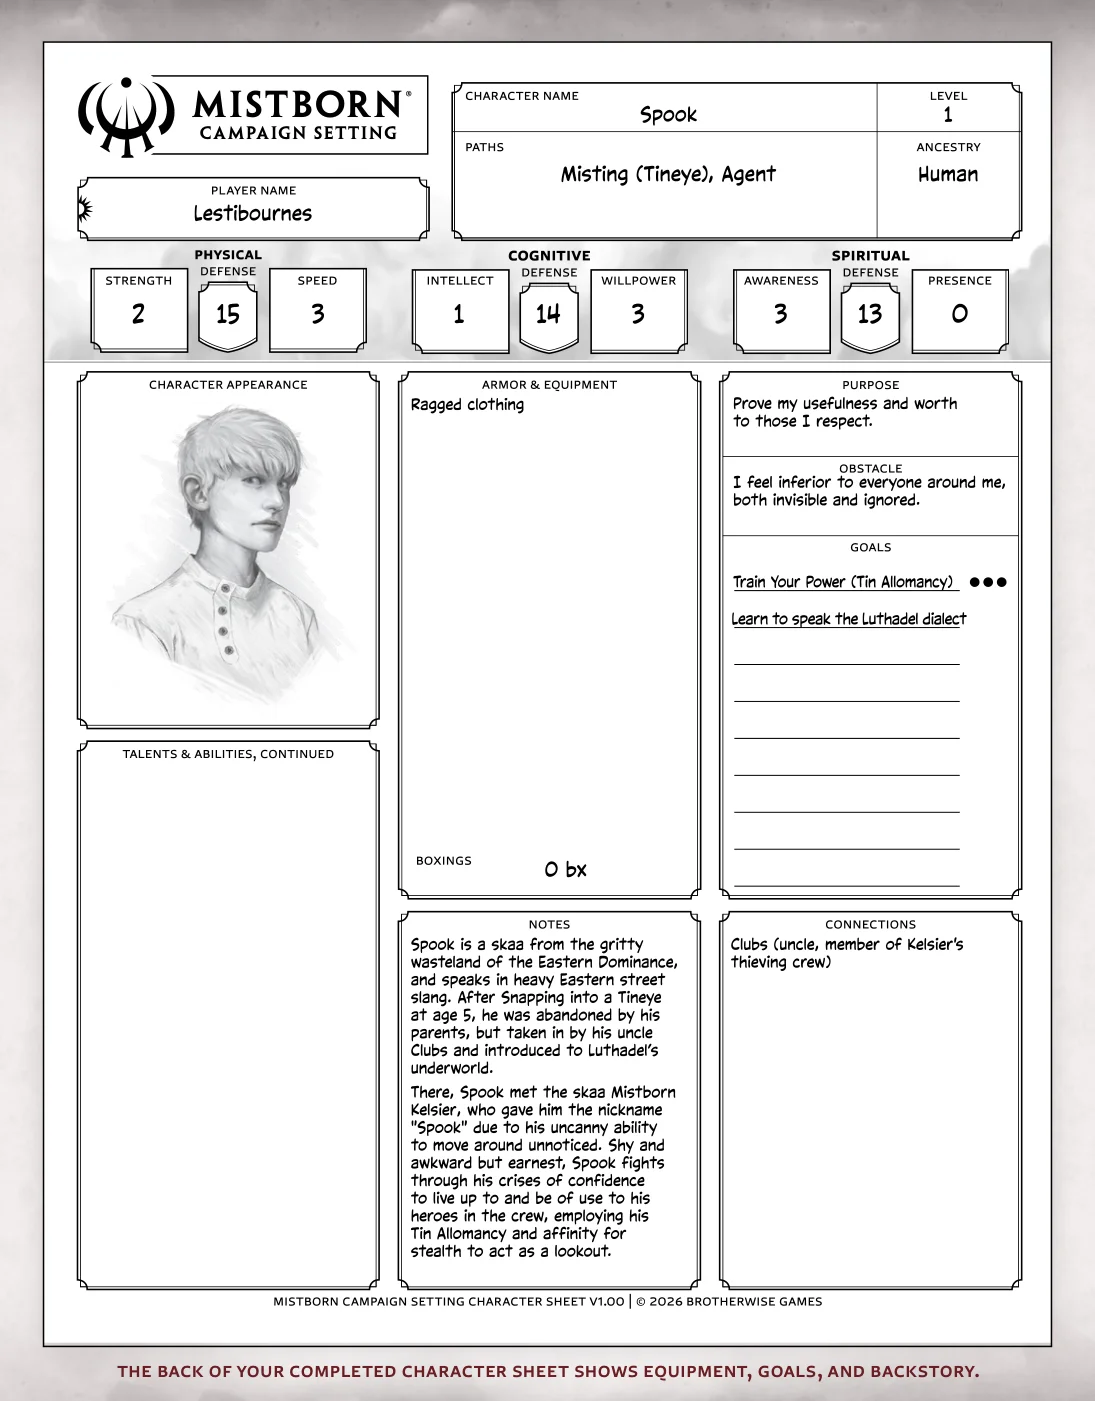 MISTBORN®
CAMPAIGN SETTING
CHARACTER NAME
Spook
LEVEL
1
PATHS
Misting (Tineye), Agent
ANCESTRY
Human
PLAYER NAME
Lestibournes
PHYSICAL
STRENGTH
2
DEFENSE
15
SPEED
3
COGNITIVE
INTELLECT
1
DEFENSE
14
WILLPOWER
3
SPIRITUAL
AWARENESS
3
DEFENSE
13
PRESENCE
0
CHARACTER APPEARANCE
TALENTS & ABILITIES, CONTINUED
ARMOR & EQUIPMENT
Ragged clothing
BOXINGS
0 bx
PURPOSE
Prove my usefulness and worth
to those I respect.
OBSTACLE
I feel inferior to everyone around me,
both invisible and ignored.
GOALS
Train Your Power (Tin Allomancy) ●●●
Learn to speak the Luthadel dialect
NOTES
Spook is a skaa from the gritty
wasteland of the Eastern Dominance,
and speaks in heavy Eastern street
slang. After Snapping into a Tineye
at age 5, he was abandoned by his
parents, but taken in by his uncle
Clubs and introduced to Luthadel's
underworld.
There, Spook met the skaa Mistborn
Kelsier, who gave him the nickname
"Spook" due to his uncanny ability
to move around unnoticed. Shy and
awkward but earnest, Spook fights
through his crises of confidence
to live up to and be of use to his
heroes in the crew, employing his
Tin Allomancy and affinity for
stealth to act as a lookout.
CONNECTIONS
Clubs (uncle, member of Kelsier's
thieving crew)
MISTBORN CAMPAIGN SETTING CHARACTER SHEET V1.00 | © 2026 BROTHERWISE GAMES
THE BACK OF YOUR COMPLETED CHARACTER SHEET SHOWS EQUIPMENT, GOALS, AND BACKSTORY.